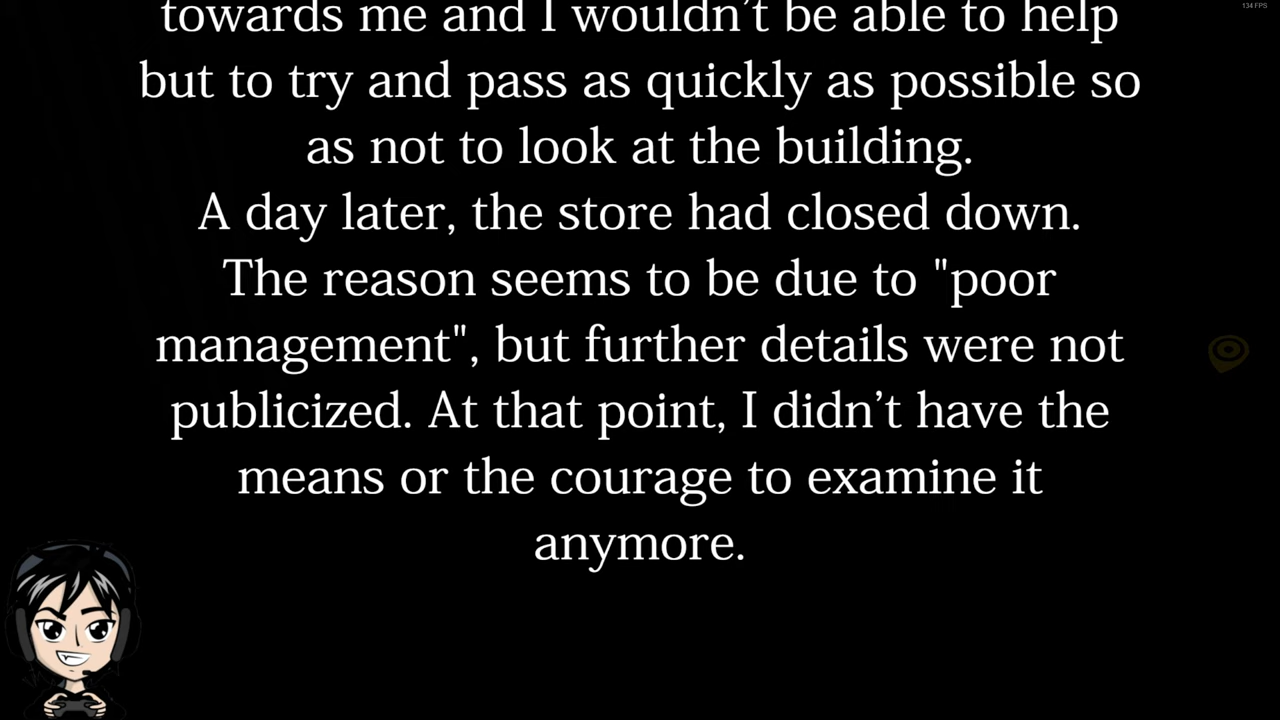 134 FPS
towards me and I wouldn’t be able to help
but to try and pass as quickly as possible so
as not to look at the building.
A day later, the store had closed down.
The reason seems to be due to "poor
management", but further details were not
publicized. At that point, I didn’t have the
means or the courage to examine it
anymore.